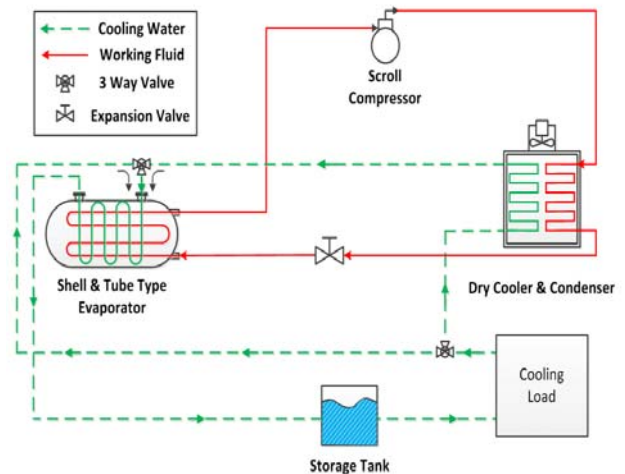 Cooling Water
Working Fluid
3 Way Valve
Expansion Valve
Scroll
Compressor
Shell & Tube Type
Evaporator
Dry Cooler & Condenser
Cooling
Load
Storage Tank